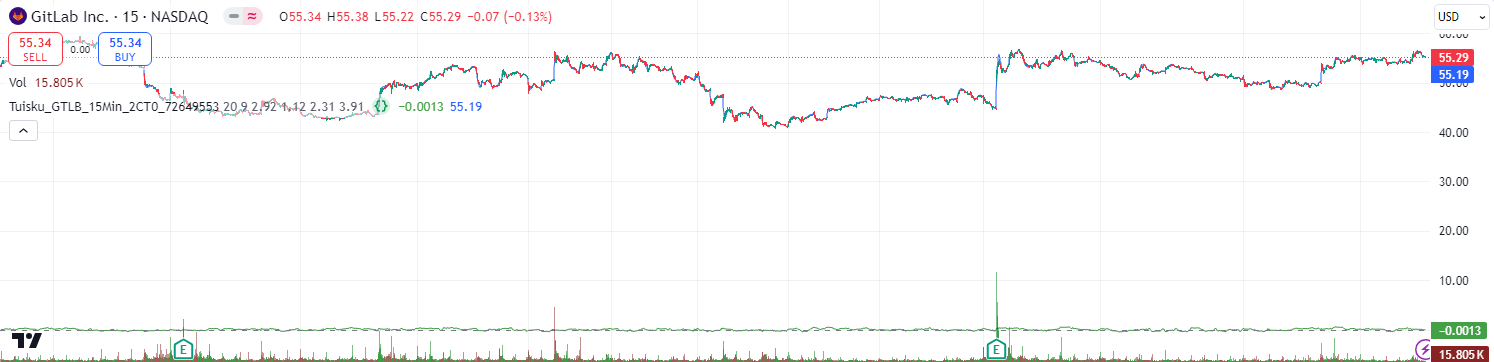 GitLab Inc. · 15 · NASDAQ O55.34 H55.38 L55.22 C55.29 −0.07 (−0.13%)
USD
60.00
55.34 SELL 0.00 55.34 BUY
55.29
55.19
Vol 15.805 K
50.00
Tuisku_GTLB_15Min_2CTO_72649553 20 9 2.92 1.12 2.31 3.91 {} −0.0013 55.19
40.00
30.00
20.00
10.00
−0.0013
E E
15.805 K